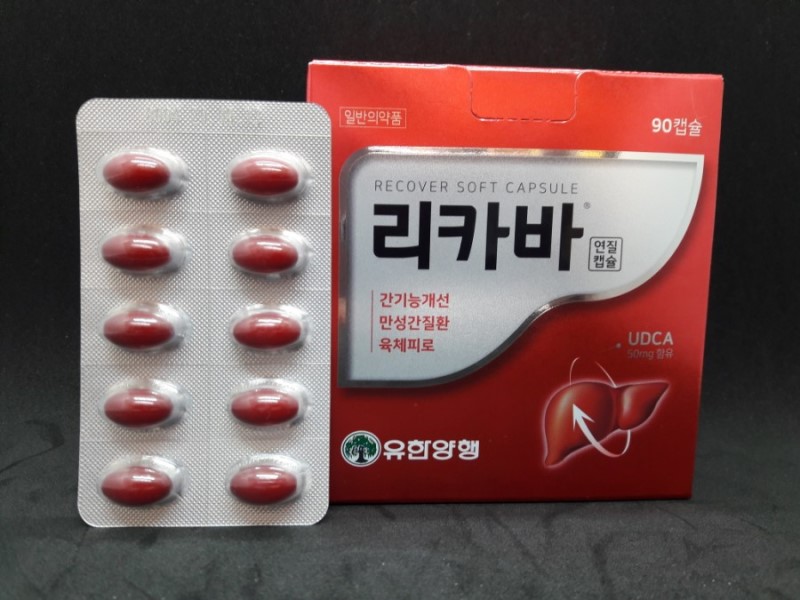 일반의약품
90캡슐
RECOVER SOFT CAPSULE
리카바®
연질
캡슐
간기능개선
만성간질환
육체피로
UDCA
50mg 함유
유한양행